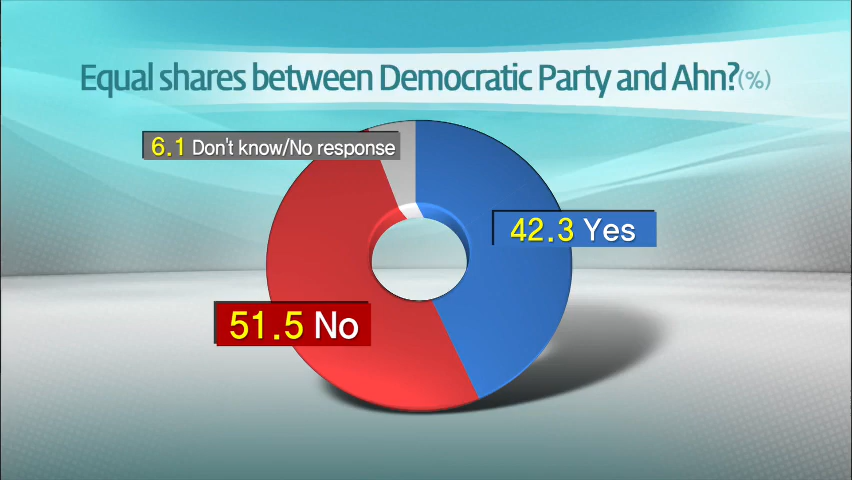 Equal shares between Democratic Party and Ahn?(%)
6.1 Don't know/No response
42.3 Yes
51.5 No